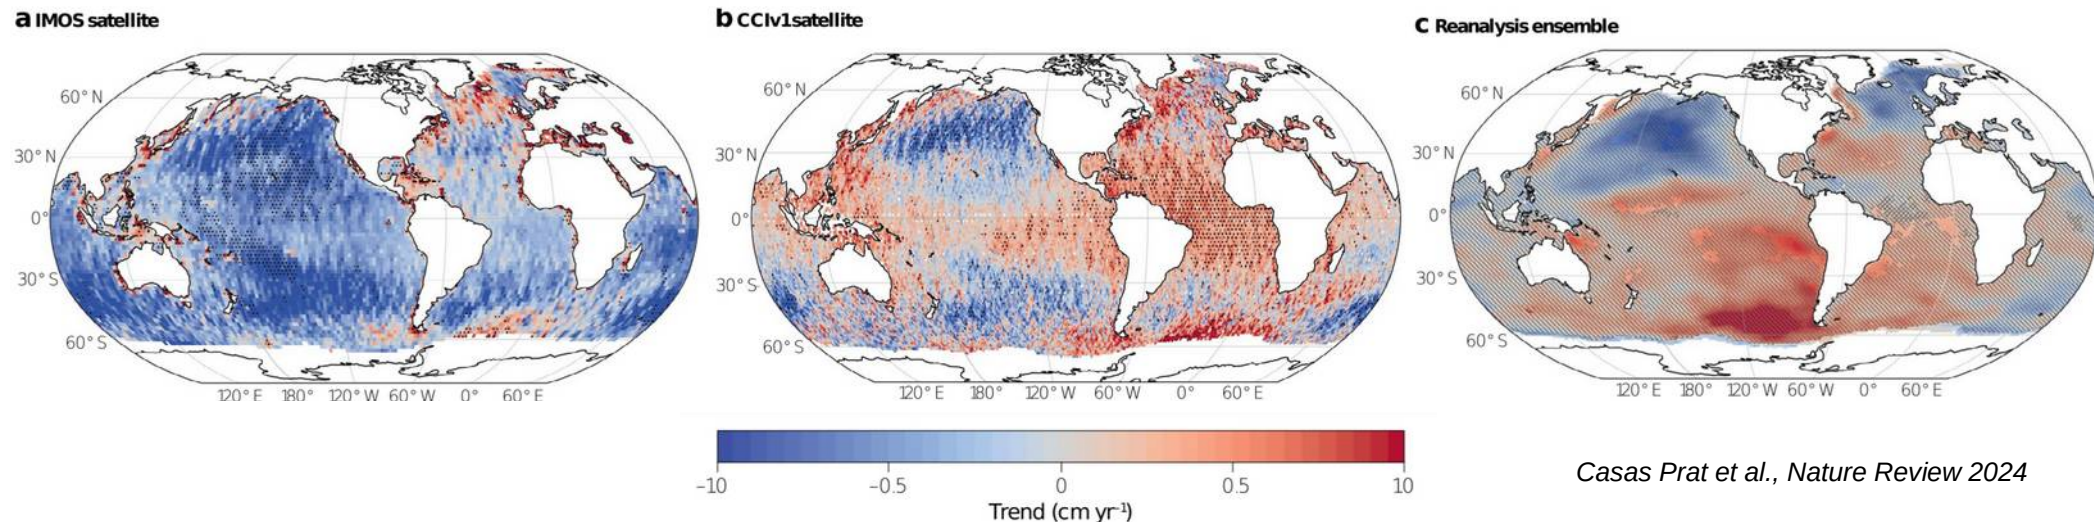 a IMOS satellite
b CCIv1satellite
c Reanalysis ensemble
60° N
30° N
0°
30° S
60° S
120° E 180° 120° W 60° W 0° 60° E
60° N
30° N
0°
30° S
60° S
120° E 180° 120° W 60° W 0° 60° E
60° N
30° N
0°
30° S
60° S
120° E 180° 120° W 60° W 0° 60° E
–10 –0.5 0 0.5 10
Trend (cm yr⁻¹)
Casas Prat et al., Nature Review 2024